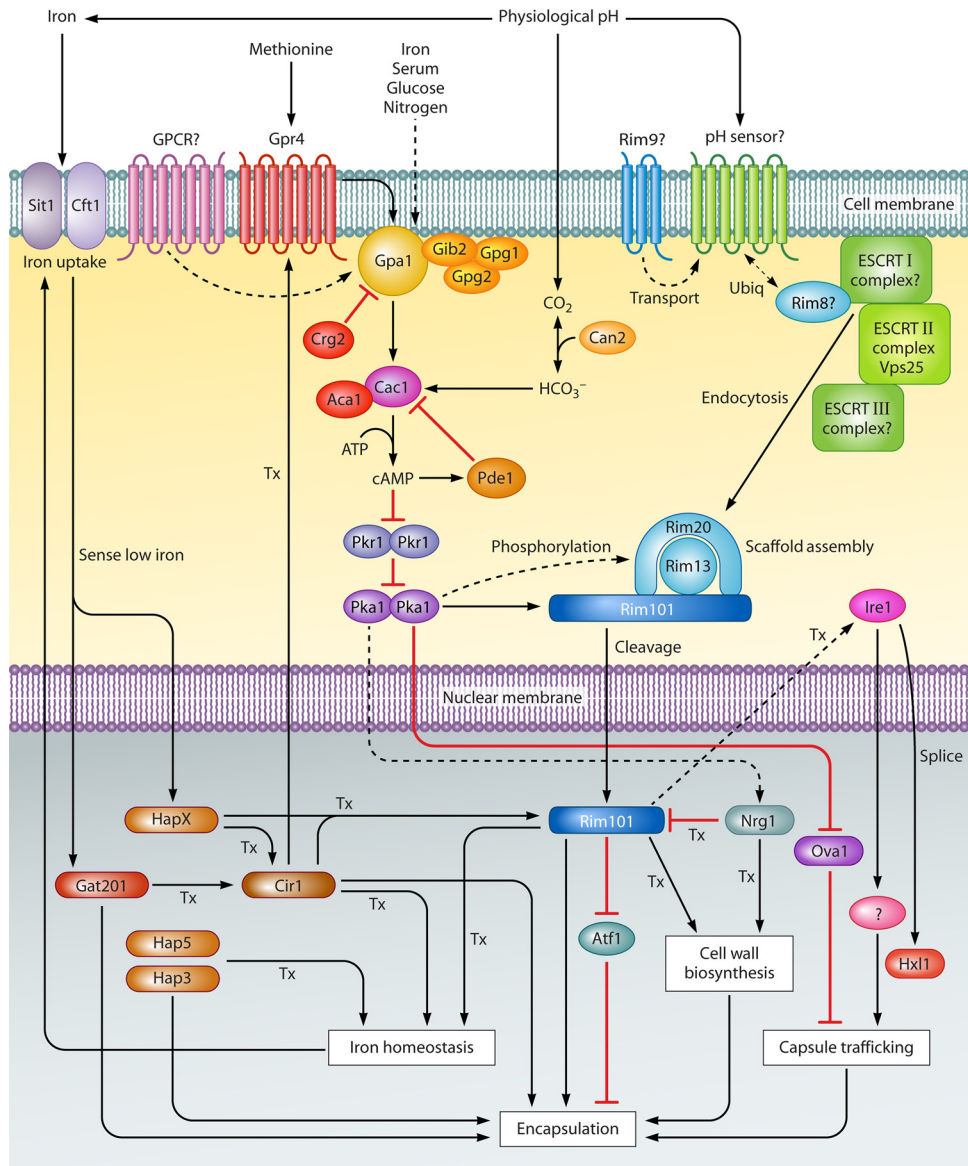 Iron
Physiological pH
Methionine
Iron
Serum
Glucose
Nitrogen
GPCR?
Gpr4
Rim9?
pH sensor?
Sit1
Cft1
Cell membrane
Iron uptake
Gpa1
Gib2
Gpg1
Gpg2
ESCRT I
complex?
Transport
Ubiq
Rim8?
CO₂
Crg2
Can2
ESCRT II
complex
Vps25
Cac1
HCO₃⁻
Aca1
Endocytosis
ESCRT III
complex?
ATP
Tx
cAMP
Pde1
Rim20
Pkr1
Pkr1
Phosphorylation
Scaffold assembly
Sense low iron
Rim13
Pka1
Pka1
Rim101
Ire1
Tx
Cleavage
Nuclear membrane
Splice
Tx
HapX
Rim101
Nrg1
Tx
Tx
Ova1
Gat201
Tx
Cir1
Tx
Tx
Tx
?
Hap5
Tx
Tx
Atf1
Hap3
Cell wall
biosynthesis
Hxl1
Iron homeostasis
Capsule trafficking
Encapsulation